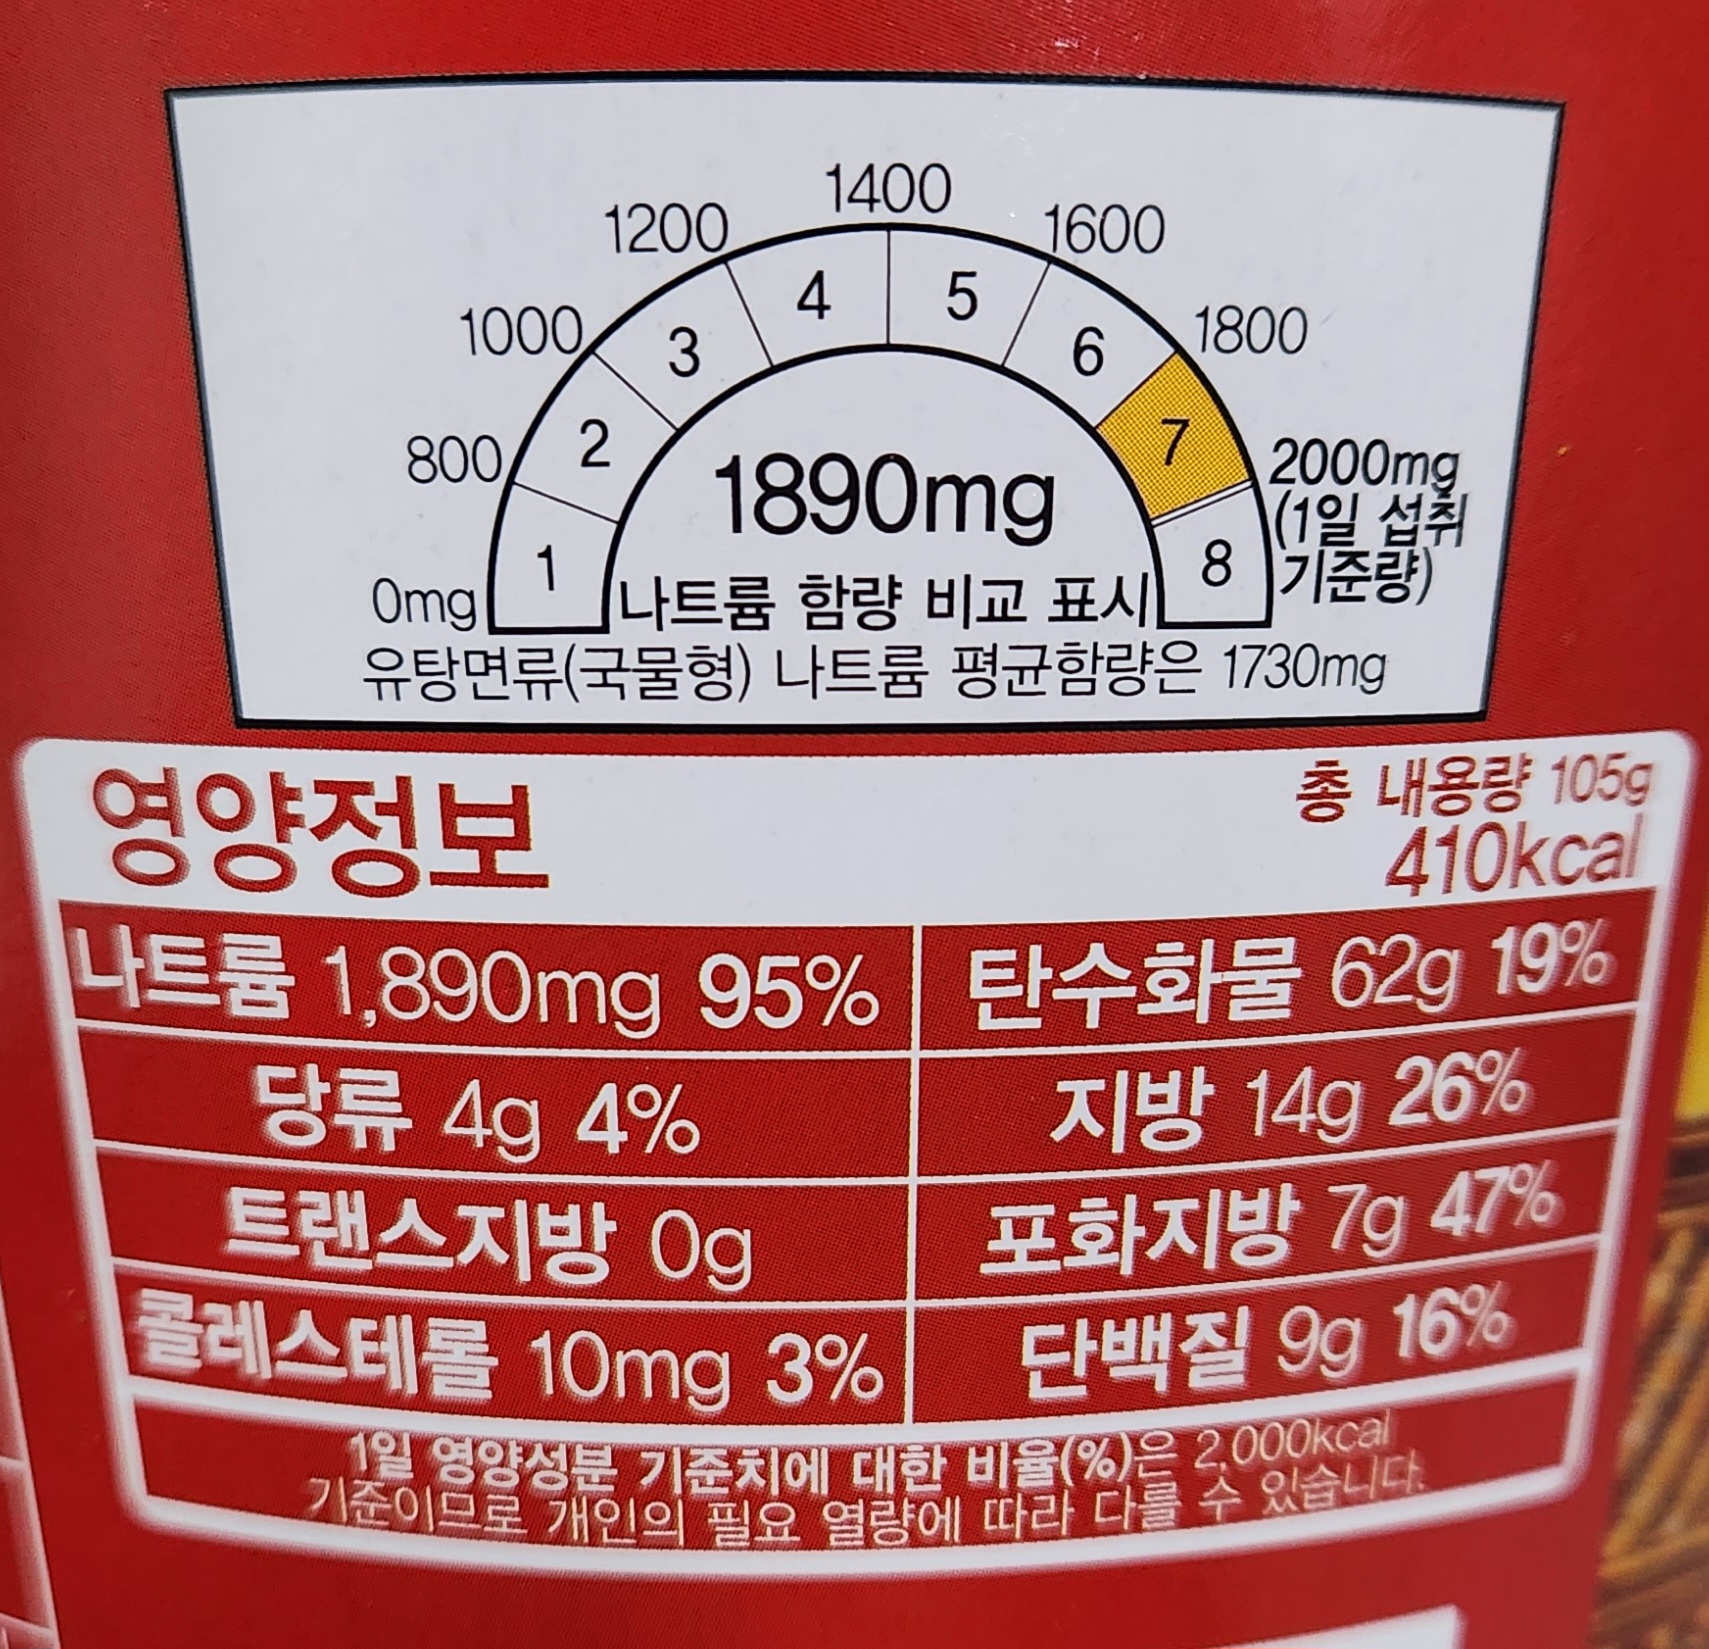 1400
1200 1600
1000 1800
4 5
3 6
800 2 7 2000mg
1890mg (1일 섭취
0mg 1 나트륨 함량 비교 표시 8 기준량)
유탕면류(국물형) 나트륨 평균함량은 1730mg
영양정보 총 내용량 105g
410kcal
나트륨 1,890mg 95% 탄수화물 62g 19%
당류 4g 4% 지방 14g 26%
트랜스지방 0g 포화지방 7g 47%
콜레스테롤 10mg 3% 단백질 9g 16%
1일 영양성분 기준치에 대한 비율(%)은 2,000kcal
기준이므로 개인의 필요 열량에 따라 다를 수 있습니다.